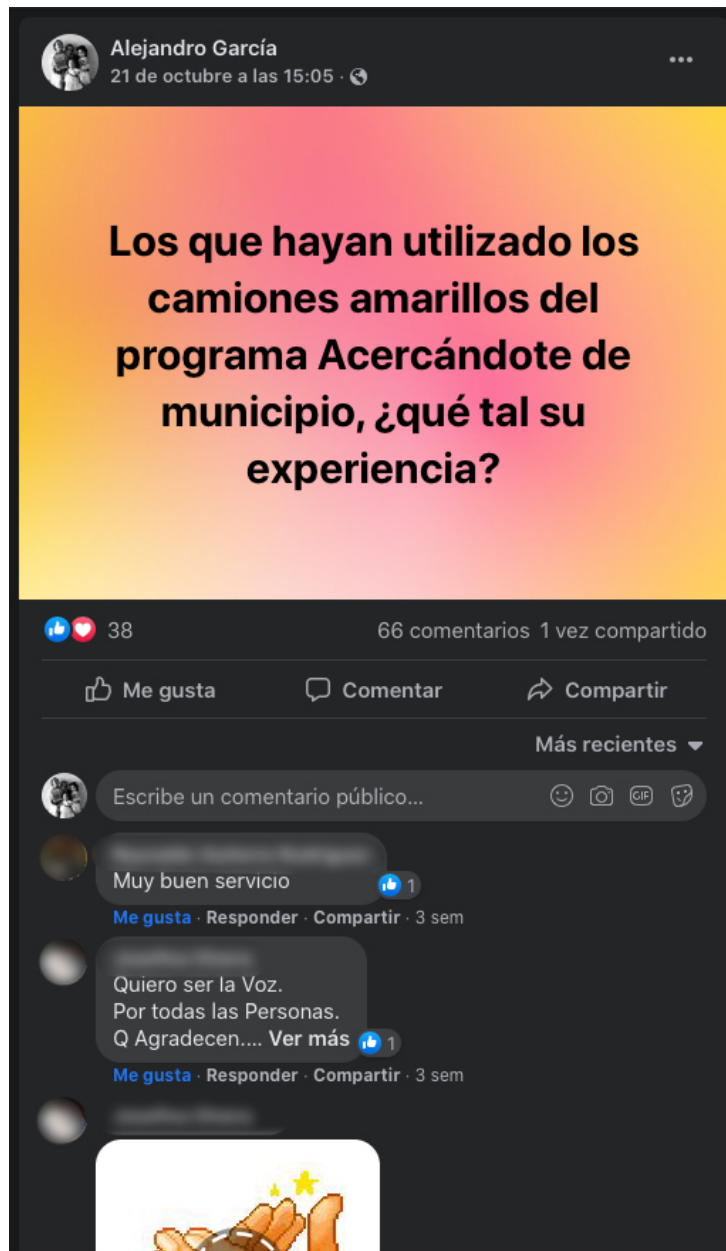 Alejandro García
21 de octubre a las 15:05 ·
Los que hayan utilizado los
camiones amarillos del
programa Acercándote de
municipio, ¿qué tal su
experiencia?
38
66 comentarios 1 vez compartido
Me gusta
Comentar
Compartir
Más recientes
Escribe un comentario público...
GIF
Muy buen servicio
1
Me gusta · Responder · Compartir · 3 sem
Quiero ser la Voz.
Por todas las Personas.
Q Agradecen.... Ver más
1
Me gusta · Responder · Compartir · 3 sem